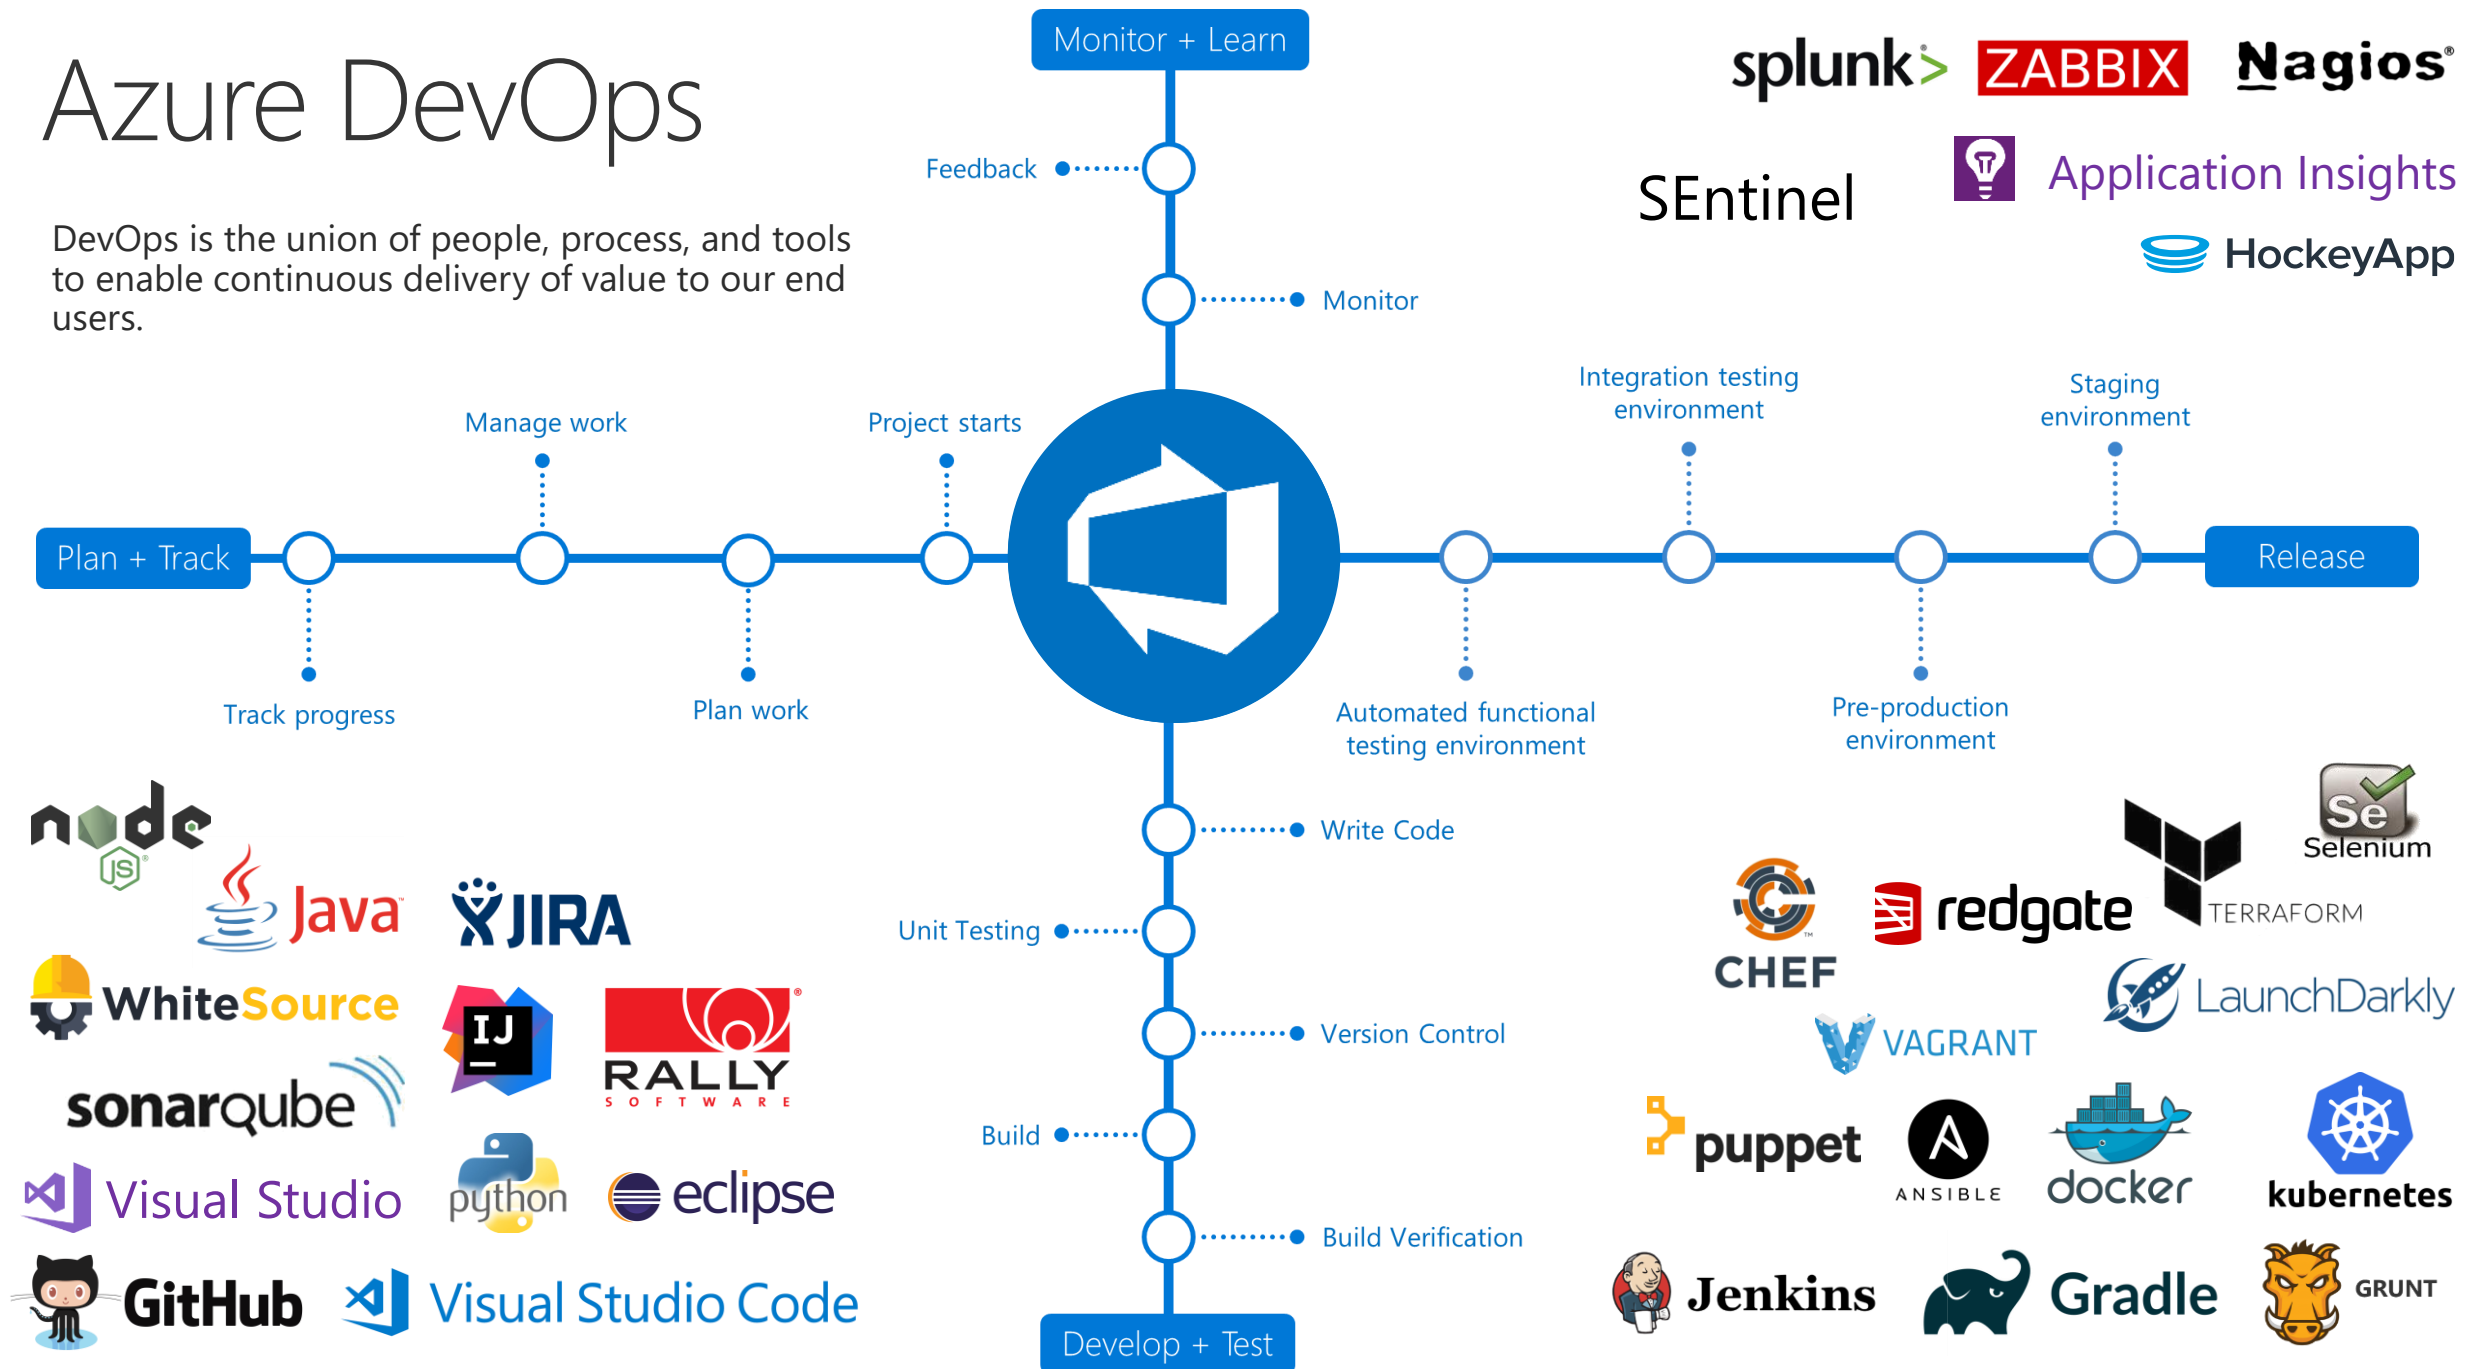 Azure DevOps
DevOps is the union of people, process, and tools
to enable continuous delivery of value to our end
users.
Monitor + Learn
Feedback
Monitor
splunk>
ZABBIX
Nagios®
SEntinel
Application Insights
HockeyApp
Manage work
Project starts
Integration testing
environment
Staging
environment
Plan + Track
Release
Track progress
Plan work
Automated functional
testing environment
Pre-production
environment
Write Code
Unit Testing
Version Control
Build
Build Verification
Develop + Test
node
JS®
Java™
JIRA
WhiteSource
IJ
RALLY®
SOFTWARE
sonarqube
Visual Studio
python
eclipse
GitHub
Visual Studio Code
Se
Selenium
CHEF™
redgate
TERRAFORM
LaunchDarkly
VAGRANT
puppet
A
ANSIBLE
docker
kubernetes
Jenkins
Gradle
GRUNT